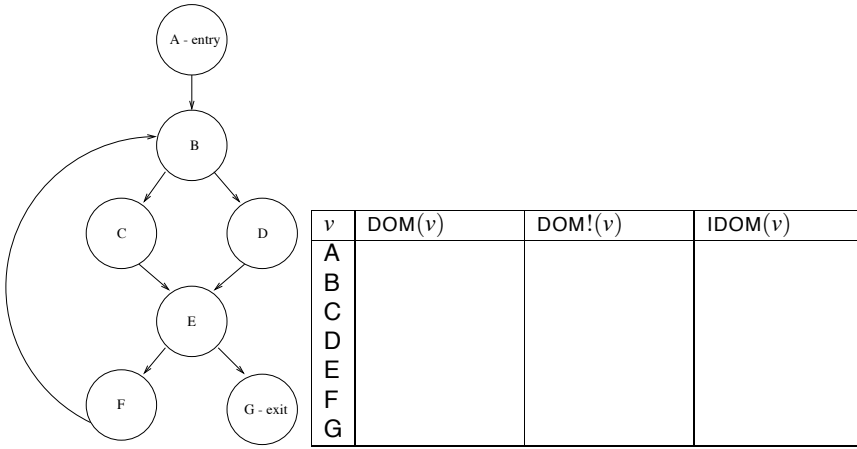 A - entry
B
C
D
E
F
G - exit
v DOM(v) DOM!(v) IDOM(v)
A
B
C
D
E
F
G